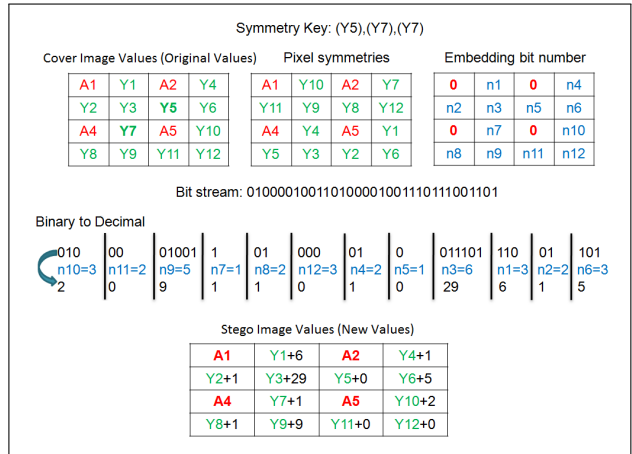 Symmetry Key: (Y5),(Y7),(Y7)
Cover Image Values (Original Values) Pixel symmetries Embedding bit number
A1 Y1 A2 Y4 A1 Y10 A2 Y7 0 n1 0 n4
Y2 Y3 Y5 Y6 Y11 Y9 Y8 Y12 n2 n3 n5 n6
A4 Y7 A5 Y10 A4 Y4 A5 Y1 0 n7 0 n10
Y8 Y9 Y11 Y12 Y5 Y3 Y2 Y6 n8 n9 n11 n12
Bit stream: 010000100110100001001110111001101
Binary to Decimal
010 00 01001 1 01 000 01 0 011101 110 01 101
n10=3 n11=2 n9=5 n7=1 n8=2 n12=3 n4=2 n5=1 n3=6 n1=3 n2=2 n6=3
2 0 9 1 1 0 1 0 29 6 1 5
Stego Image Values (New Values)
A1 Y1+6 A2 Y4+1
Y2+1 Y3+29 Y5+0 Y6+5
A4 Y7+1 A5 Y10+2
Y8+1 Y9+9 Y11+0 Y12+0